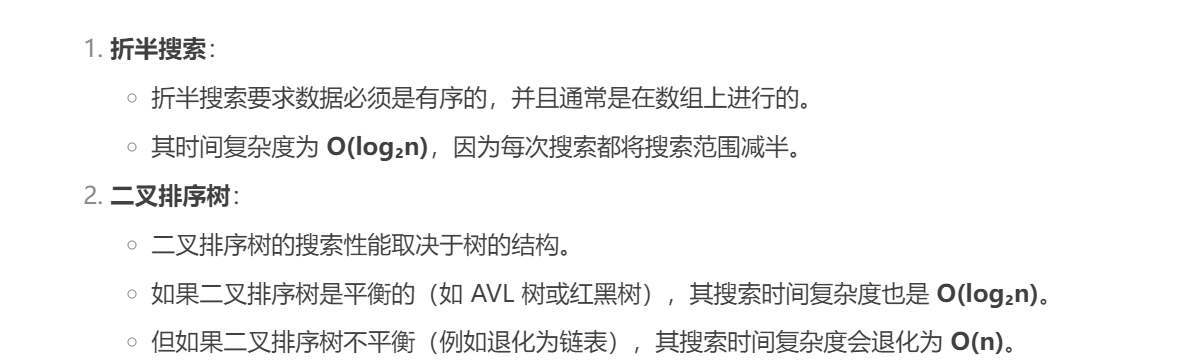 1. 折半搜索：
◦ 折半搜索要求数据必须是有序的，并且通常是在数组上进行的。
◦ 其时间复杂度为 O(log₂n)，因为每次搜索都将搜索范围减半。
2. 二叉排序树：
◦ 二叉排序树的搜索性能取决于树的结构。
◦ 如果二叉排序树是平衡的（如 AVL 树或红黑树），其搜索时间复杂度也是 O(log₂n)。
◦ 但如果二叉排序树不平衡（例如退化为链表），其搜索时间复杂度会退化为 O(n)。